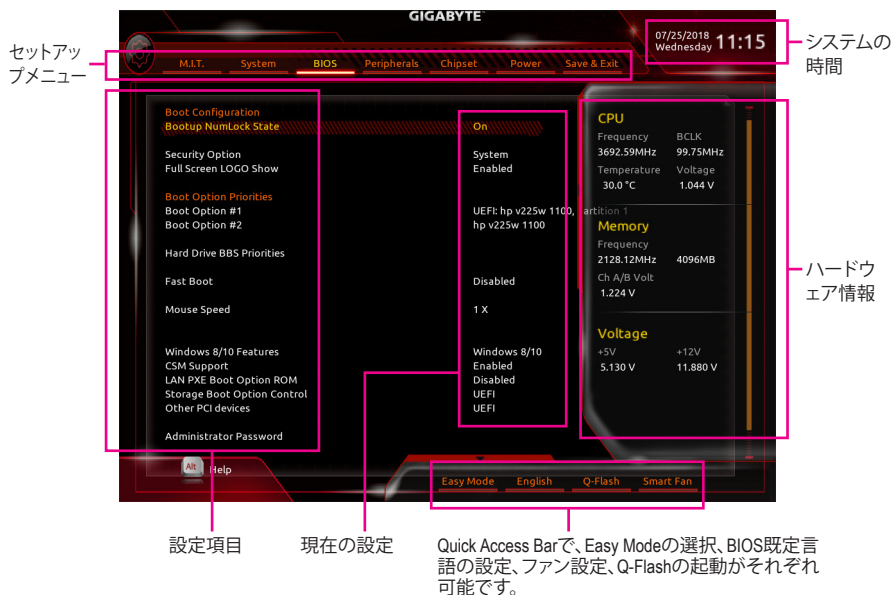 GIGABYTE™
07/25/2018
Wednesday 11:15
システムの
時間
セットアッ
プメニュー
M.I.T. System BIOS Peripherals Chipset Power Save & Exit
Boot Configuration
Bootup NumLock State On
Security Option System
Full Screen LOGO Show Enabled
Boot Option Priorities
Boot Option #1 UEFI: hp v225w 1100, artition 1
Boot Option #2 hp v225w 1100
Hard Drive BBS Priorities
Fast Boot Disabled
Mouse Speed 1 X
Windows 8/10 Features Windows 8/10
CSM Support Enabled
LAN PXE Boot Option ROM Disabled
Storage Boot Option Control UEFI
Other PCI devices UEFI
Administrator Password
CPU
Frequency BCLK
3692.59MHz 99.75MHz
Temperature Voltage
30.0 °C 1.044 V
Memory
Frequency
2128.12MHz 4096MB
Ch A/B Volt
1.224 V
Voltage
+5V +12V
5.130 V 11.880 V
ハードウ
ェア情報
Alt Help
Easy Mode English Q-Flash Smart Fan
設定項目
現在の設定
Quick Access Barで、Easy Modeの選択、BIOS既定言
語の設定、ファン設定、Q-Flashの起動がそれぞれ
可能です。